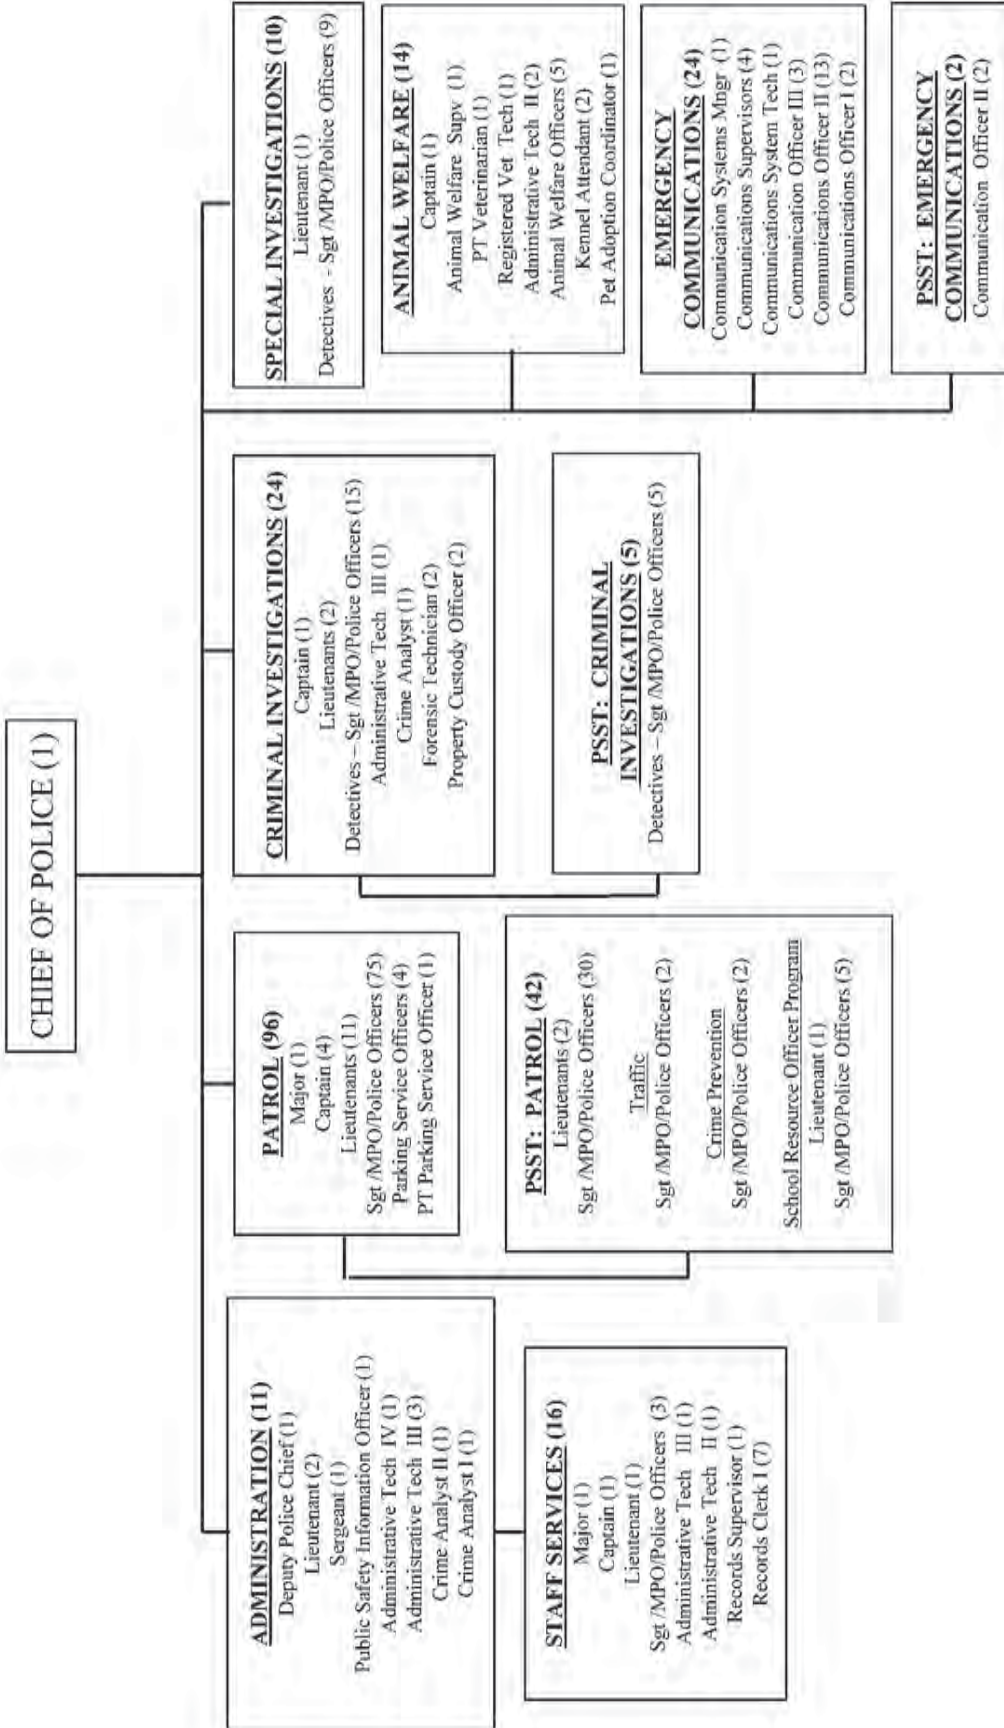 CHIEF OF POLICE (1)
ADMINISTRATION (11)
Deputy Police Chief (1)
Lieutenant (2)
Sergeant (1)
Public Safety Information Officer (1)
Administrative Tech IV (1)
Administrative Tech III (3)
Crime Analyst II (1)
Crime Analyst I (1)
STAFF SERVICES (16)
Major (1)
Captain (1)
Lieutenant (1)
Sgt /MPO/Police Officers (3)
Administrative Tech III (1)
Administrative Tech II (1)
Records Supervisor (1)
Records Clerk I (7)
PATROL (96)
Major (1)
Captain (4)
Lieutenants (11)
Sgt /MPO/Police Officers (75)
Parking Service Officers (4)
PT Parking Service Officer (1)
PSST: PATROL (42)
Lieutenants (2)
Sgt /MPO/Police Officers (30)
Traffic
Sgt /MPO/Police Officers (2)
Crime Prevention
Sgt /MPO/Police Officers (2)
School Resource Officer Program
Lieutenant (1)
Sgt /MPO/Police Officers (5)
CRIMINAL INVESTIGATIONS (24)
Captain (1)
Lieutenants (2)
Detectives – Sgt /MPO/Police Officers (15)
Administrative Tech III (1)
Crime Analyst (1)
Forensic Technician (2)
Property Custody Officer (2)
PSST: CRIMINAL
INVESTIGATIONS (5)
Detectives – Sgt /MPO/Police Officers (5)
SPECIAL INVESTIGATIONS (10)
Lieutenant (1)
Detectives - Sgt /MPO/Police Officers (9)
ANIMAL WELFARE (14)
Captain (1)
Animal Welfare Supv (1)
PT Veterinarian (1)
Registered Vet Tech (1)
Administrative Tech II (2)
Animal Welfare Officers (5)
Kennel Attendant (2)
Pet Adoption Coordinator (1)
EMERGENCY
COMMUNICATIONS (24)
Communication Systems Mngr (1)
Communications Supervisors (4)
Communications System Tech (1)
Communication Officer III (3)
Communications Officer II (13)
Communications Officer I (2)
PSST: EMERGENCY
COMMUNICATIONS (2)
Communication Officer II (2)